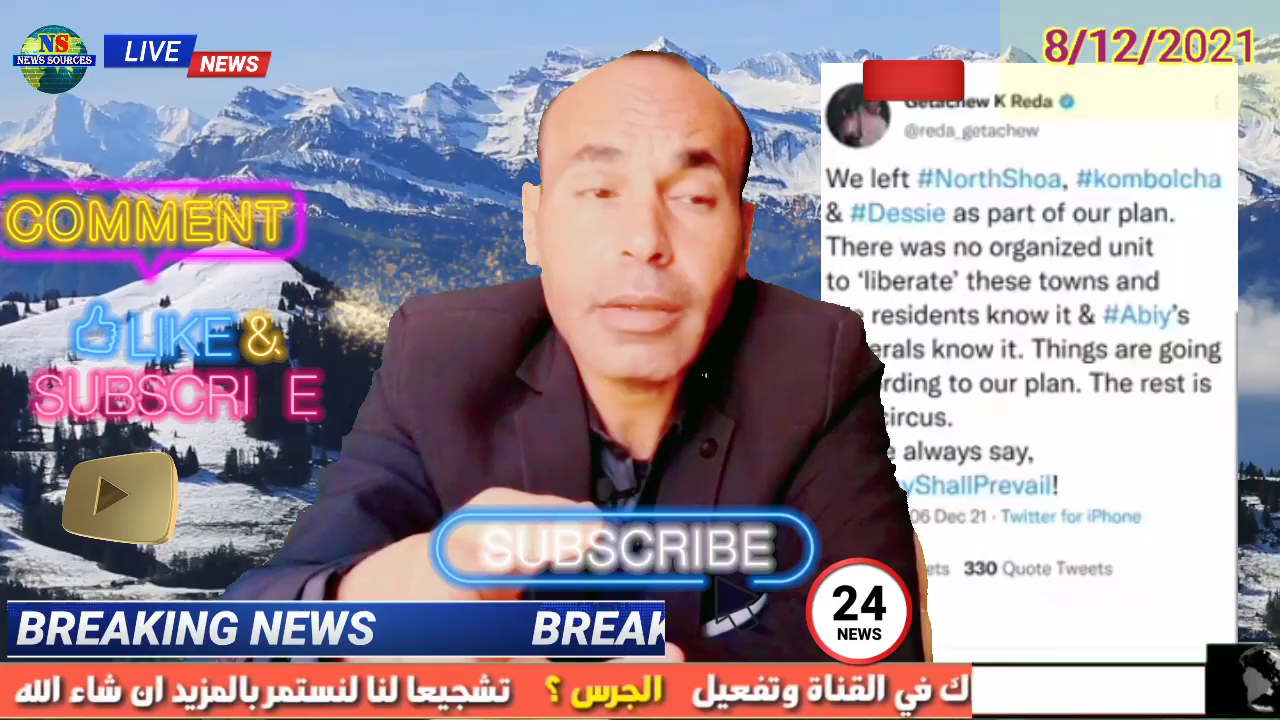 NS
NEWS SOURCES
LIVE
NEWS
8/12/2021
Getachew K Reda
@reda_getachew
We left #NorthShoa, #kombolcha
& #Dessie as part of our plan.
There was no organized unit
to ‘liberate’ these towns and
residents know it & #Abiy’s
know it. Things are going
to our plan. The rest is
circus.
always say,
06 Dec 21 · Twitter for iPhone
330 Quote Tweets
COMMENT
LIKE &
SUBSCRI E
SUBSCRIBE
24
NEWS
BREAKNG NEWS
BREAK
ك في القناة وتفعيل الجرس ؟ تشجيعا لنا لنستمر بالمزيد ان شاء الله